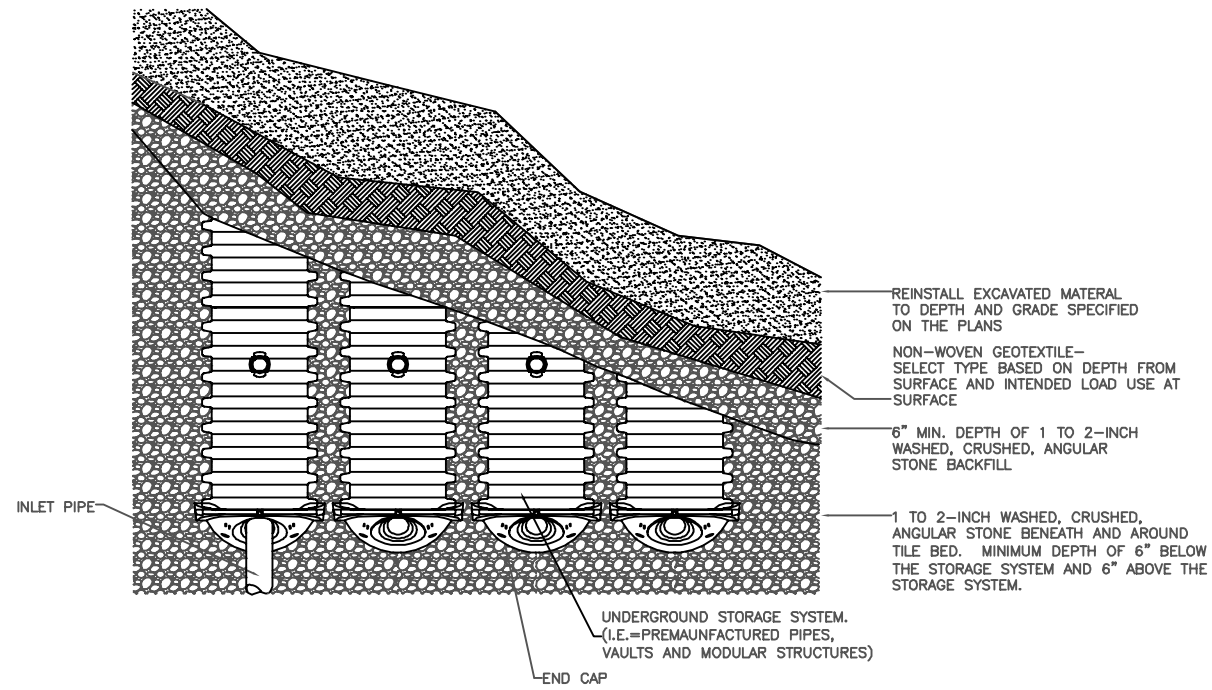 REINSTALL EXCAVATED MATERAL
TO DEPTH AND GRADE SPECIFIED
ON THE PLANS
NON-WOVEN GEOTEXTILE-
SELECT TYPE BASED ON DEPTH FROM
SURFACE AND INTENDED LOAD USE AT
SURFACE
6" MIN. DEPTH OF 1 TO 2-INCH
WASHED, CRUSHED, ANGULAR
STONE BACKFILL
INLET PIPE
1 TO 2-INCH WASHED, CRUSHED,
ANGULAR STONE BENEATH AND AROUND
TILE BED. MINIMUM DEPTH OF 6" BELOW
THE STORAGE SYSTEM AND 6" ABOVE THE
STORAGE SYSTEM.
UNDERGROUND STORAGE SYSTEM.
(I.E.=PREMAUNFACTURED PIPES,
VAULTS AND MODULAR STRUCTURES)
END CAP